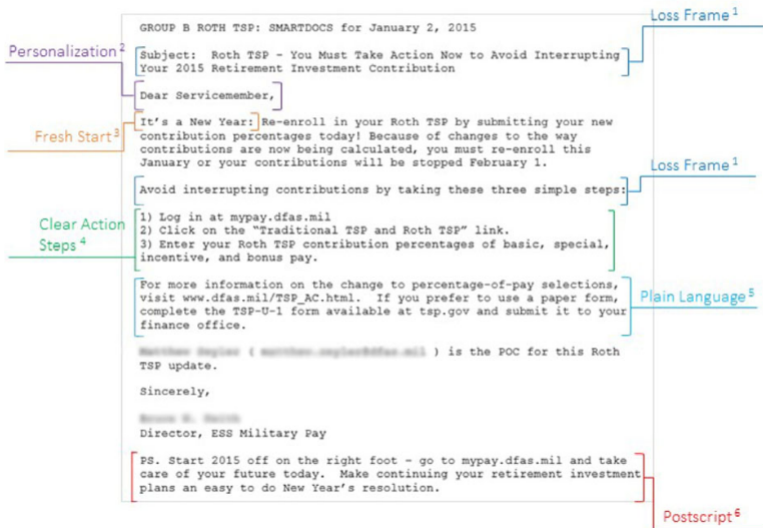 GROUP B ROTH TSP: SMARTDOCS for January 2, 2015
Loss Frame 1
Personalization 2
Subject: Roth TSP - You Must Take Action Now to Avoid Interrupting
Your 2015 Retirement Investment Contribution
Dear Servicemember,
Fresh Start 3
It's a New Year: Re-enroll in your Roth TSP by submitting your new
contribution percentages today! Because of changes to the way
contributions are now being calculated, you must re-enroll this
January or your contributions will be stopped February 1.
Loss Frame 1
Avoid interrupting contributions by taking these three simple steps:
Clear Action
Steps 4
1) Log in at mypay.dfas.mil
2) Click on the "Traditional TSP and Roth TSP" link.
3) Enter your Roth TSP contribution percentages of basic, special,
incentive, and bonus pay.
For more information on the change to percentage-of-pay selections,
visit www.dfas.mil/TSP_AC.html. If you prefer to use a paper form,
complete the TSP-U-1 form available at tsp.gov and submit it to your
finance office.
Plain Language 5
( ) is the POC for this Roth
TSP update.
Sincerely,
Director, ESS Military Pay
PS. Start 2015 off on the right foot - go to mypay.dfas.mil and take
care of your future today. Make continuing your retirement investment
plans an easy to do New Year's resolution.
Postscript 6